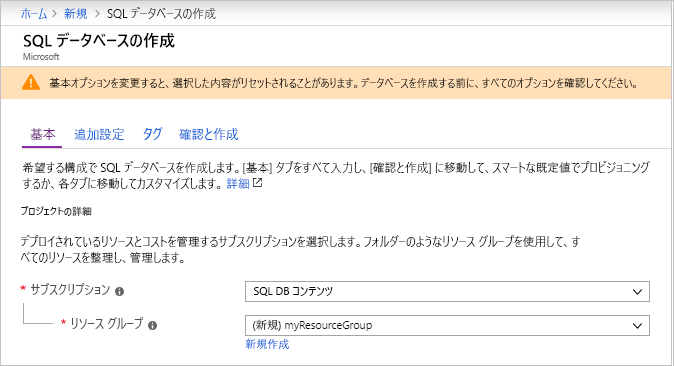 ホーム > 新規 > SQL データベースの作成
SQL データベースの作成
Microsoft
基本オプションを変更すると、選択した内容がリセットされることがあります。データベースを作成する前に、すべてのオプションを確認してください。
基本 追加設定 タグ 確認と作成
希望する構成で SQL データベースを作成します。[基本] タブをすべて入力し、[確認と作成] に移動して、スマートな既定値でプロビジョニング
するか、各タブに移動してカスタマイズします。 詳細
プロジェクトの詳細
デプロイされているリソースとコストを管理するサブスクリプションを選択します。フォルダーのようなリソース グループを使用して、す
べてのリソースを整理し、管理します。
* サブスクリプション SQL DB コンテンツ
* リソース グループ (新規) myResourceGroup
新規作成